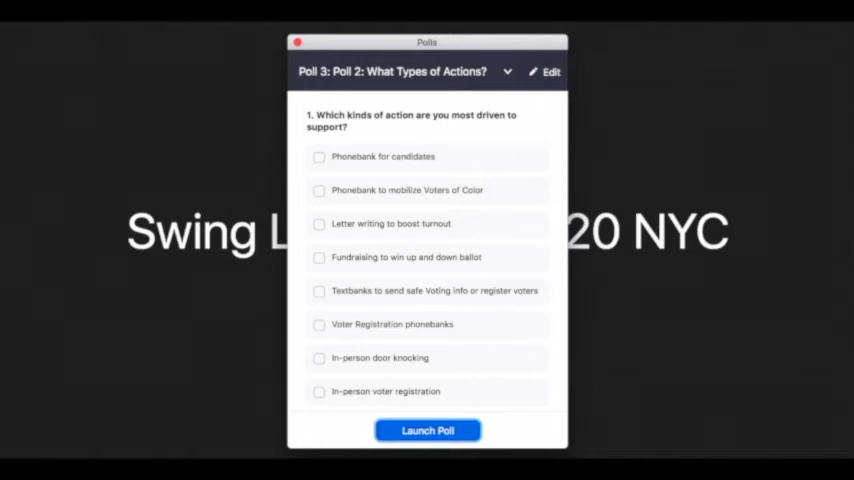 Polls
Poll 3: Poll 2: What Types of Actions?
Edit
1. Which kinds of action are you most driven to
support?
Phonebank for candidates
Phonebank to mobilize Voters of Color
Letter writing to boost turnout
Swing L 20 NYC
Fundraising to win up and down ballot
Textbanks to send safe Voting info or register voters
Voter Registration phonebanks
In-person door knocking
In-person voter registration
Launch Poll